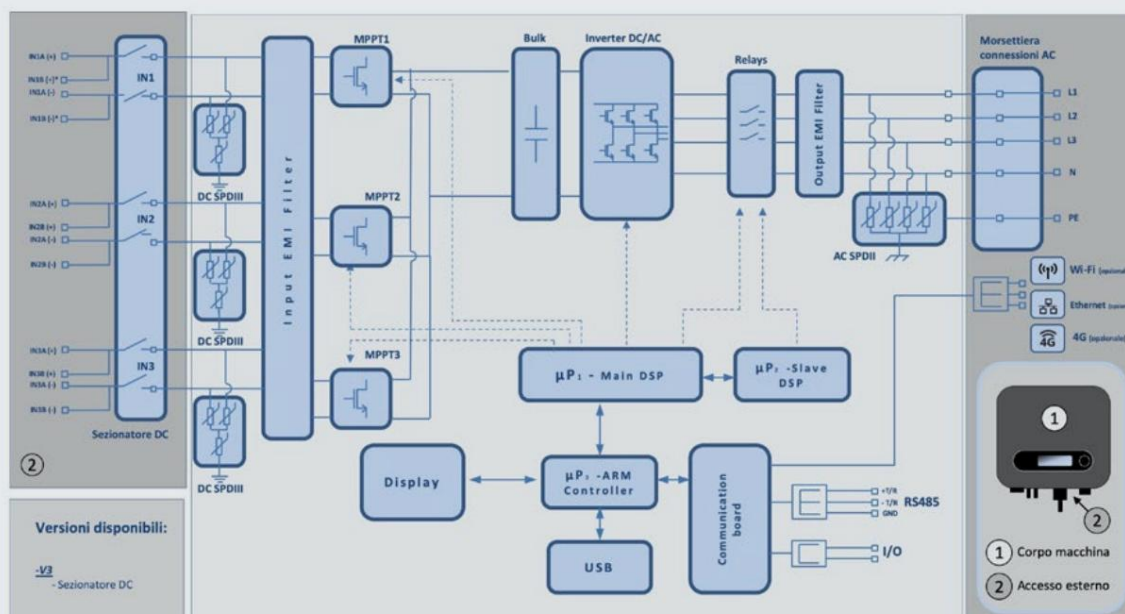 IN1A (+)
IN1B (+)*
IN1A (-)
IN1B (-)*
IN1
DC SPDIII
IN2A (+)
IN2B (+)
IN2A (-)
IN2B (-)
IN2
DC SPDIII
IN3A (+)
IN3B (+)
IN3A (-)
IN3B (-)
IN3
DC SPDIII
Sezionatore DC
2
Input EMI Filter
MPPT1
MPPT2
MPPT3
Bulk
Inverter DC/AC
Relays
Output EMI Filter
AC SPDII
Morsettiera
connessioni AC
L1
L2
L3
N
PE
Wi-Fi
Ethernet
4G
4G (opzionale)
µP1 - Main DSP
µP2 -Slave
DSP
Display
µP3 -ARM
Controller
USB
Communication
board
+T/R
- T/R
GND
RS485
I/O
1
2
1 Corpo macchina
2 Accesso esterno
Versioni disponibili:
-V3
- Sezionatore DC